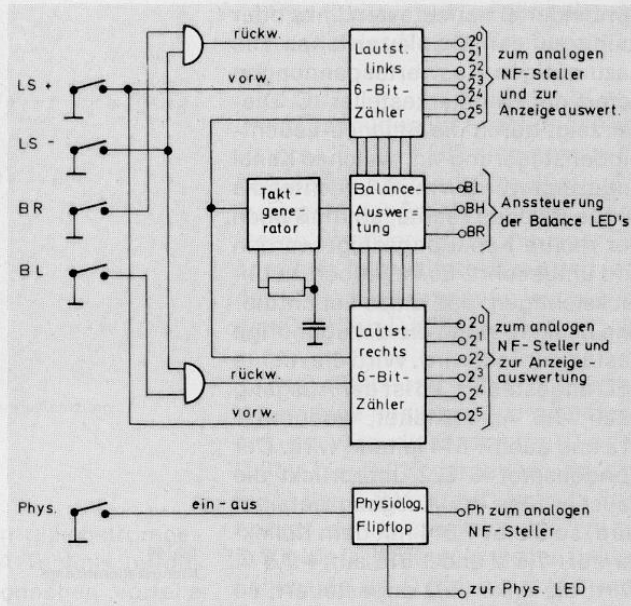 LS +
LS -
BR
BL
rückw.
vorw.
Lautst.
links
6-Bit-
Zähler
2⁰
2¹
2²
2³
2⁴
2⁵
zum analogen
NF-Steller
und zur
Anzeigeauswert.
Takt-
gene-
rator
Balance-
Auswer=
tung
BL
BH
BR
Anssteuerung
der Balance LED's
Lautst.
rechts
6-Bit-
Zähler
rückw.
vorw.
2⁰
2¹
2²
2³
2⁴
2⁵
zum analogen
NF-Steller und
zur Anzeige-
auswertung
Phys.
ein-aus
Physiolog.
Flipflop
Ph zum analogen
NF-Steller
zur Phys. LED